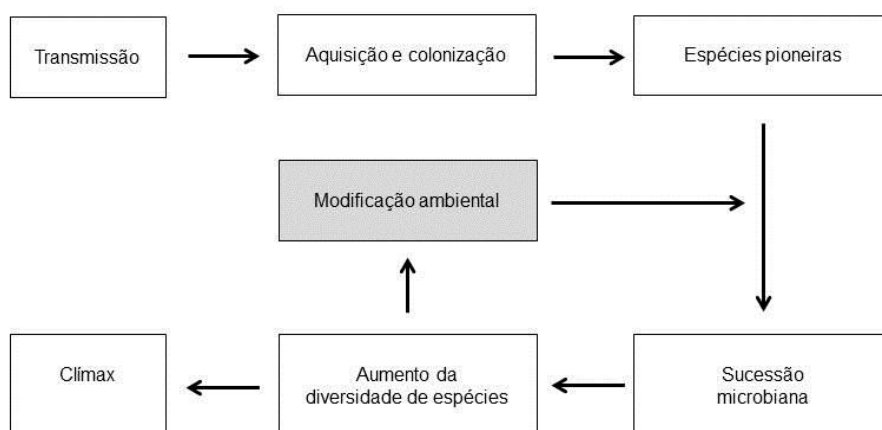 Transmissão
Aquisição e colonização
Espécies pioneiras
Modificação ambiental
Clímax
Aumento da
diversidade de espécies
Sucessão
microbiana